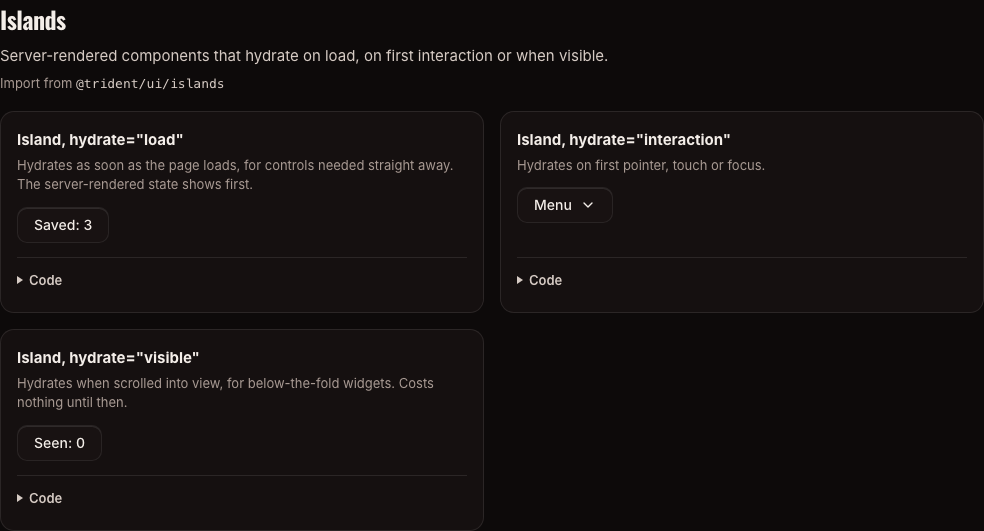 Islands
Server-rendered components that hydrate on load, on first interaction or when visible.
Import from @trident/ui/islands
Island, hydrate="load"
Hydrates as soon as the page loads, for controls needed straight away.
The server-rendered state shows first.
Saved: 3
Code
Island, hydrate="interaction"
Hydrates on first pointer, touch or focus.
Menu
Code
Island, hydrate="visible"
Hydrates when scrolled into view, for below-the-fold widgets. Costs
nothing until then.
Seen: 0
Code